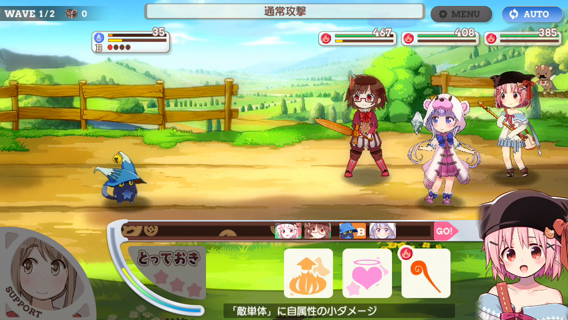 WAVE 1/2 0
通常攻撃
MENU
AUTO
35
B
467
408
385
B
GO!
とっておき
SUPPORT
「敵単体」に自属性の小ダメージ